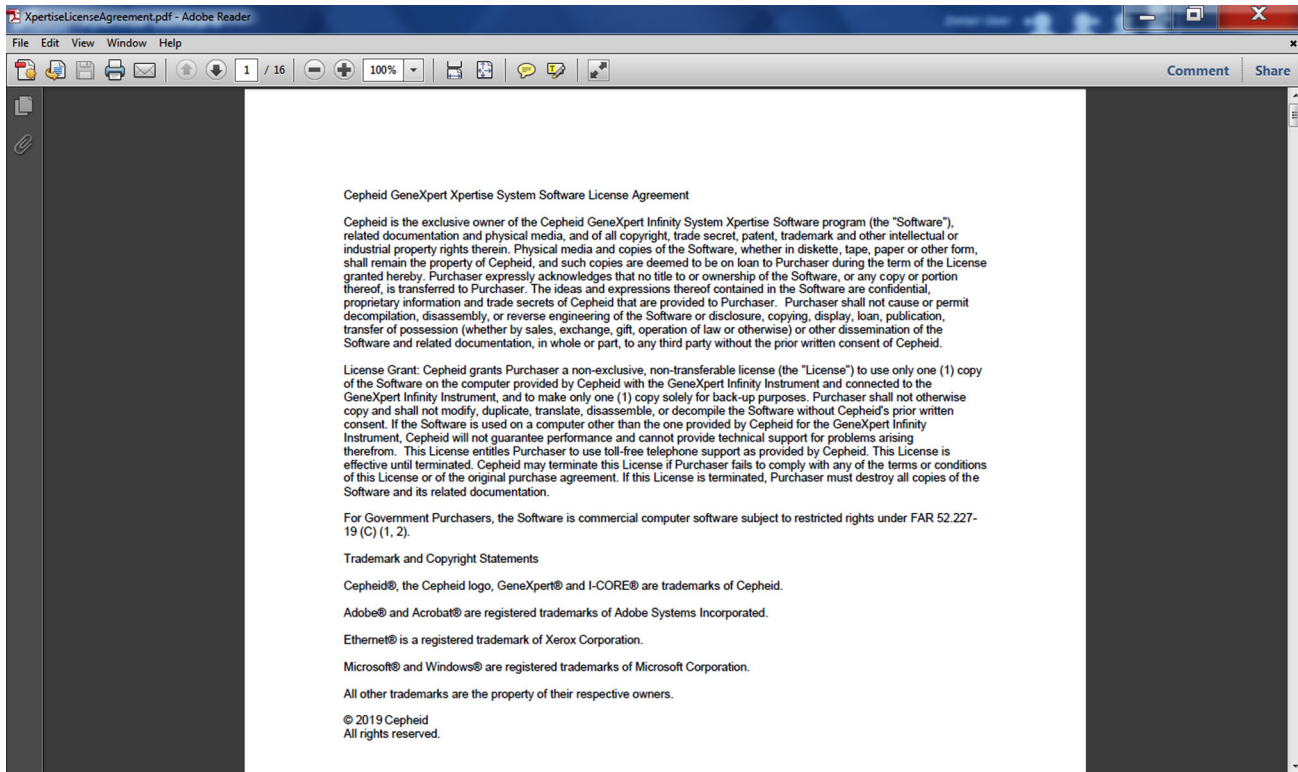 XpertiseLicenseAgreement.pdf - Adobe Reader
File Edit View Window Help
1 / 16 100% Comment Share
Cepheid GeneXpert Xpertise System Software License Agreement
Cepheid is the exclusive owner of the Cepheid GeneXpert Infinity System Xpertise Software program (the "Software"),
related documentation and physical media, and of all copyright, trade secret, patent, trademark and other intellectual or
industrial property rights therein. Physical media and copies of the Software, whether in diskette, tape, paper or other form,
shall remain the property of Cepheid, and such copies are deemed to be on loan to Purchaser during the term of the License
granted hereby. Purchaser expressly acknowledges that no title to or ownership of the Software, or any copy or portion
thereof, is transferred to Purchaser. The ideas and expressions thereof contained in the Software are confidential,
proprietary information and trade secrets of Cepheid that are provided to Purchaser. Purchaser shall not cause or permit
decompilation, disassembly, or reverse engineering of the Software or disclosure, copying, display, loan, publication,
transfer of possession (whether by sales, exchange, gift, operation of law or otherwise) or other dissemination of the
Software and related documentation, in whole or part, to any third party without the prior written consent of Cepheid.
License Grant: Cepheid grants Purchaser a non-exclusive, non-transferable license (the "License") to use only one (1) copy
of the Software on the computer provided by Cepheid with the GeneXpert Infinity Instrument and connected to the
GeneXpert Infinity Instrument, and to make only one (1) copy solely for back-up purposes. Purchaser shall not otherwise
copy and shall not modify, duplicate, translate, disassemble, or decompile the Software without Cepheid's prior written
consent. If the Software is used on a computer other than the one provided by Cepheid for the GeneXpert Infinity
Instrument, Cepheid will not guarantee performance and cannot provide technical support for problems arising
therefrom. This License entitles Purchaser to use toll-free telephone support as provided by Cepheid. This License is
effective until terminated. Cepheid may terminate this License if Purchaser fails to comply with any of the terms or conditions
of this License or of the original purchase agreement. If this License is terminated, Purchaser must destroy all copies of the
Software and its related documentation.
For Government Purchasers, the Software is commercial computer software subject to restricted rights under FAR 52.227-
19 (C) (1, 2).
Trademark and Copyright Statements
Cepheid®, the Cepheid logo, GeneXpert® and I-CORE® are trademarks of Cepheid.
Adobe® and Acrobat® are registered trademarks of Adobe Systems Incorporated.
Ethernet® is a registered trademark of Xerox Corporation.
Microsoft® and Windows® are registered trademarks of Microsoft Corporation.
All other trademarks are the property of their respective owners.
© 2019 Cepheid
All rights reserved.